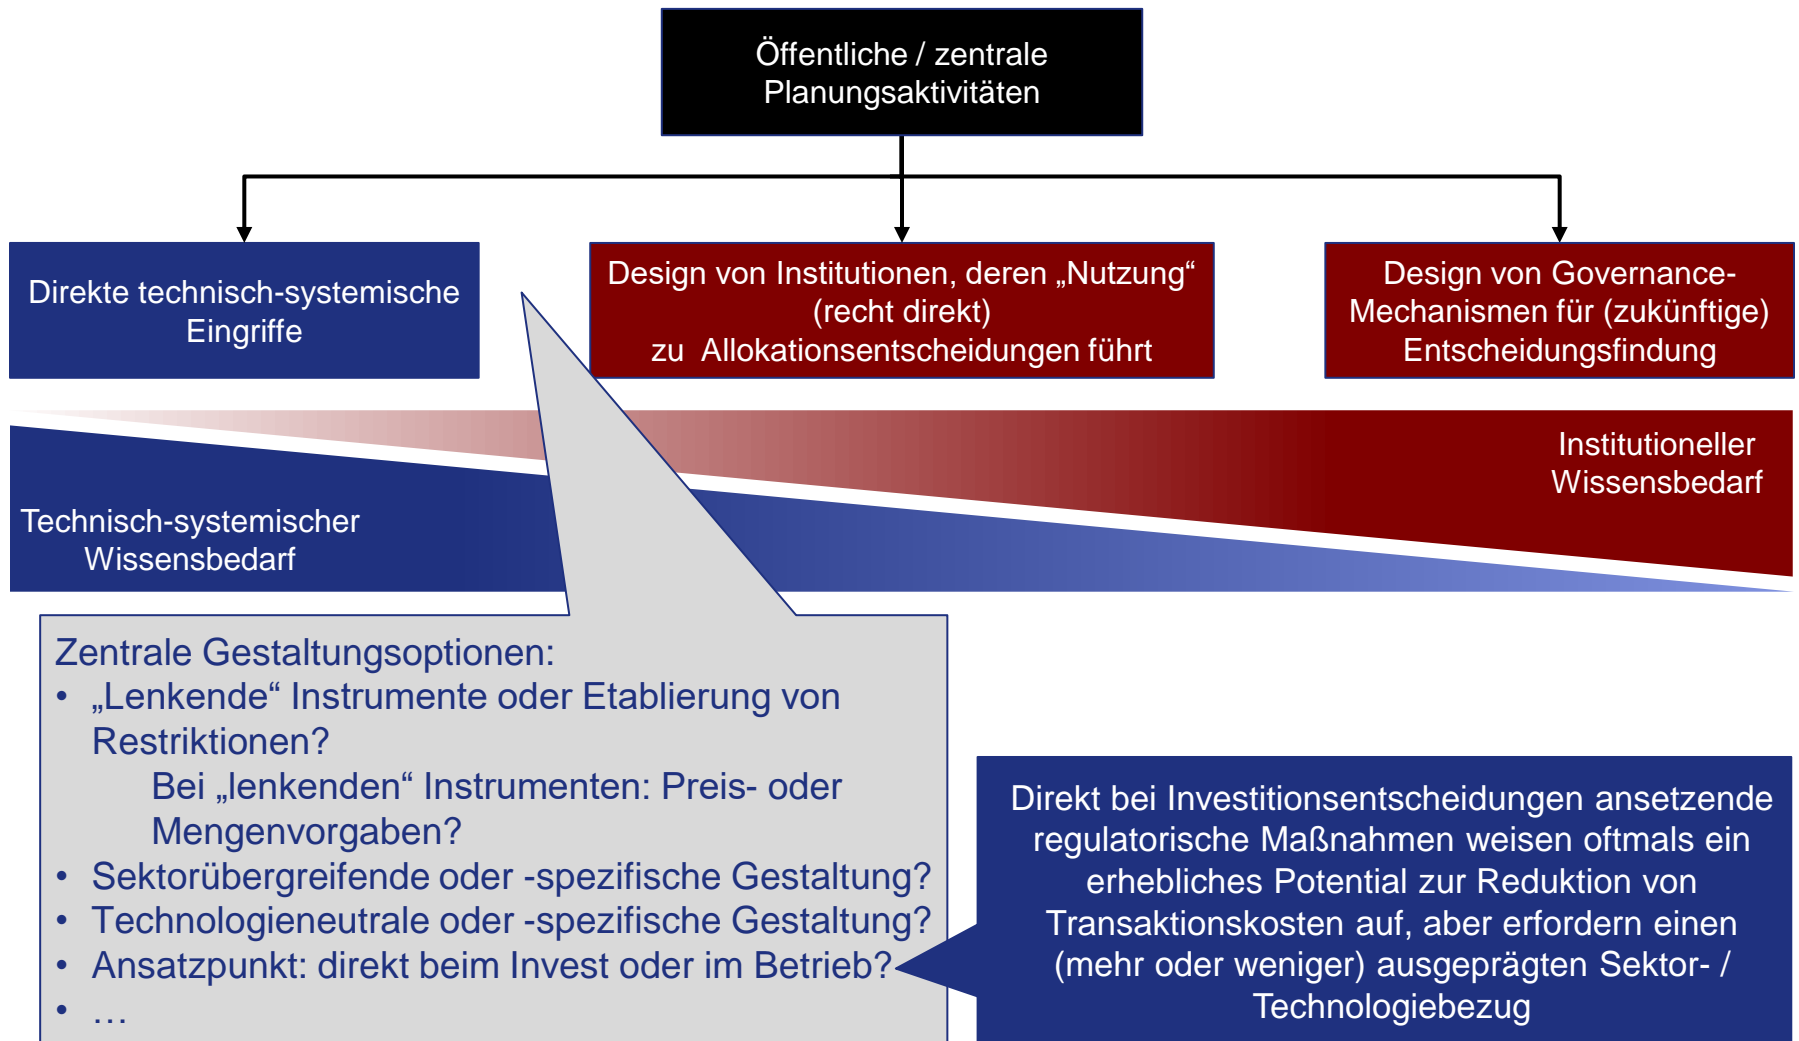 Öffentliche / zentrale
Planungsaktivitäten
Direkte technisch-systemische
Eingriffe
Design von Institutionen, deren „Nutzung“
(recht direkt)
zu Allokationsentscheidungen führt
Design von Governance-
Mechanismen für (zukünftige)
Entscheidungsfindung
Institutioneller
Wissensbedarf
Technisch-systemischer
Wissensbedarf
Zentrale Gestaltungsoptionen:
• „Lenkende“ Instrumente oder Etablierung von
Restriktionen?
Bei „lenkenden“ Instrumenten: Preis- oder
Mengenvorgaben?
• Sektorübergreifende oder -spezifische Gestaltung?
• Technologieneutrale oder -spezifische Gestaltung?
• Ansatzpunkt: direkt beim Invest oder im Betrieb?
• …
Direkt bei Investitionsentscheidungen ansetzende
regulatorische Maßnahmen weisen oftmals ein
erhebliches Potential zur Reduktion von
Transaktionskosten auf, aber erfordern einen
(mehr oder weniger) ausgeprägten Sektor- /
Technologiebezug